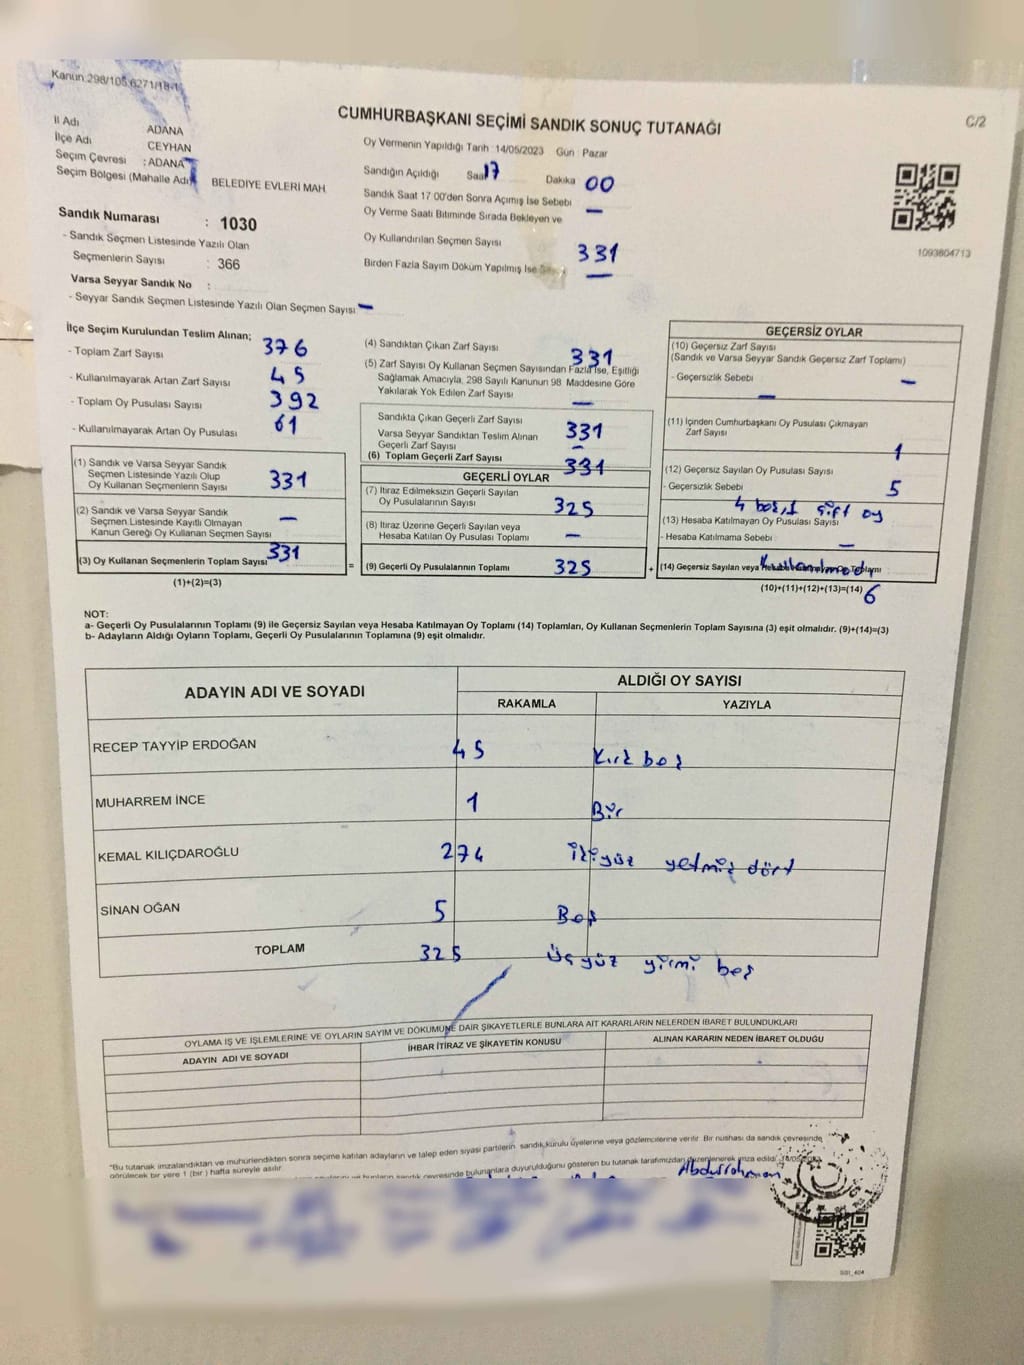 Kanun:298/105,6271/18-1
CUMHURBAŞKANI SEÇİMİ SANDIK SONUÇ TUTANAĞI
C/2
İl Adı ADANA
İlçe Adı CEYHAN
Seçim Çevresi : ADANA
Seçim Bölgesi (Mahalle Adı BELEDİYE EVLERİ MAH.
Oy Vermenin Yapıldığı Tarih :14/05/2023 Gün : Pazar
Sandığın Açıldığı Saat 17 Dakika 00
Sandık Saat 17.00'den Sonra Açımış İse Sebebi
Oy Verme Saati Bitiminde Sırada Bekleyen ve –
Oy Kullandırılan Seçmen Sayısı 331
Birden Fazla Sayım Döküm Yapılmış İse –
1093804713
Sandık Numarası : 1030
- Sandık Seçmen Listesinde Yazılı Olan
Seçmenlerin Sayısı : 366
Varsa Seyyar Sandık No :
- Seyyar Sandık Seçmen Listesinde Yazılı Olan Seçmen Sayısı –
İlçe Seçim Kurulundan Teslim Alınan;
- Toplam Zarf Sayısı 376
- Kullanılmayarak Artan Zarf Sayısı 45
- Toplam Oy Pusulası Sayısı 392
- Kullanılmayarak Artan Oy Pusulası 61
(1) Sandık ve Varsa Seyyar Sandık
Seçmen Listesinde Yazılı Olup
Oy Kullanan Seçmenlerin Sayısı 331
(2) Sandık ve Varsa Seyyar Sandık
Seçmen Listesinde Kayıtlı Olmayan
Kanun Gereği Oy Kullanan Seçmen Sayısı –
(3) Oy Kullanan Seçmenlerin Toplam Sayısı 331
(1)+(2)=(3)
(4) Sandıktan Çıkan Zarf Sayısı 331
(5) Zarf Sayısı Oy Kullanan Seçmen Sayısından Fazla İse, Eşitliği
Sağlamak Amacıyla, 298 Sayılı Kanunun 98 Maddesine Göre
Yakılarak Yok Edilen Zarf Sayısı –
Sandıkta Çıkan Geçerli Zarf Sayısı 331
Varsa Seyyar Sandıktan Teslim Alınan
Geçerli Zarf Sayısı –
(6) Toplam Geçerli Zarf Sayısı 331
GEÇERLİ OYLAR
(7) İtiraz Edilmeksizin Geçerli Sayılan
Oy Pusulalarının Sayısı 325
(8) İtiraz Üzerine Geçerli Sayılan veya
Hesaba Katılan Oy Pusulası Toplamı –
= (9) Geçerli Oy Pusulalarının Toplamı 325 +
GEÇERSİZ OYLAR
(10) Geçersiz Zarf Sayısı
(Sandık ve Varsa Seyyar Sandık Geçersiz Zarf Toplamı) –
- Geçersizlik Sebebi –
(11) İçinden Cumhurbaşkanı Oy Pusulası Çıkmayan
Zarf Sayısı 1
(12) Geçersiz Sayılan Oy Pusulası Sayısı 5
- Geçersizlik Sebebi
4 boş,1 çift oy
(13) Hesaba Katılmayan Oy Pusulası Sayısı
- Hesaba Katılmama Sebebi –
Kullanılmadı
(14) Geçersiz Sayılan veya Toplamı
(10)+(11)+(12)+(13)=(14) 6
NOT:
a- Geçerli Oy Pusulalarının Toplamı (9) ile Geçersiz Sayılan veya Hesaba Katılmayan Oy Toplamı (14) Toplamları, Oy Kullanan Seçmenlerin Toplam Sayısına (3) eşit olmalıdır. (9)+(14)=(3)
b- Adayların Aldığı Oyların Toplamı, Geçerli Oy Pusulalarının Toplamına (9) eşit olmalıdır.
ADAYIN ADI VE SOYADI ALDIĞI OY SAYISI
RAKAMLA YAZIYLA
RECEP TAYYİP ERDOĞAN 45 Kırk beş
MUHARREM İNCE 1 Bir
KEMAL KILIÇDAROĞLU 274 ikiyüz yetmiş dört
SİNAN OĞAN 5 Beş
TOPLAM 325 Üçyüz yirmi beş
OYLAMA İŞ VE İŞLEMLERİNE VE OYLARIN SAYIM VE DÖKÜMÜNE DAİR ŞİKAYETLERLE BUNLARA AİT KARARLARIN NELERDEN İBARET BULUNDUKLARI
ADAYIN ADI VE SOYADI İHBAR İTİRAZ VE ŞİKAYETİN KONUSU ALINAN KARARIN NEDEN İBARET OLDUĞU
"Bu tutanak imzalandıktan ve mühürlendikten sonra seçime katılan adayların ve talep eden siyasi partilerin sandık kurulu üyelerine veya gözlemcilerine verilir. Bir nushası da sandık çevresinde
görülecek bir yere 1 (bir ) hafta süreyle asılır.
sandık çevresinde bulunanlara duyurulduğunu gösteren bu tutanak tarafımızdan düzenlenerek imza edildi.
Abdurrahman